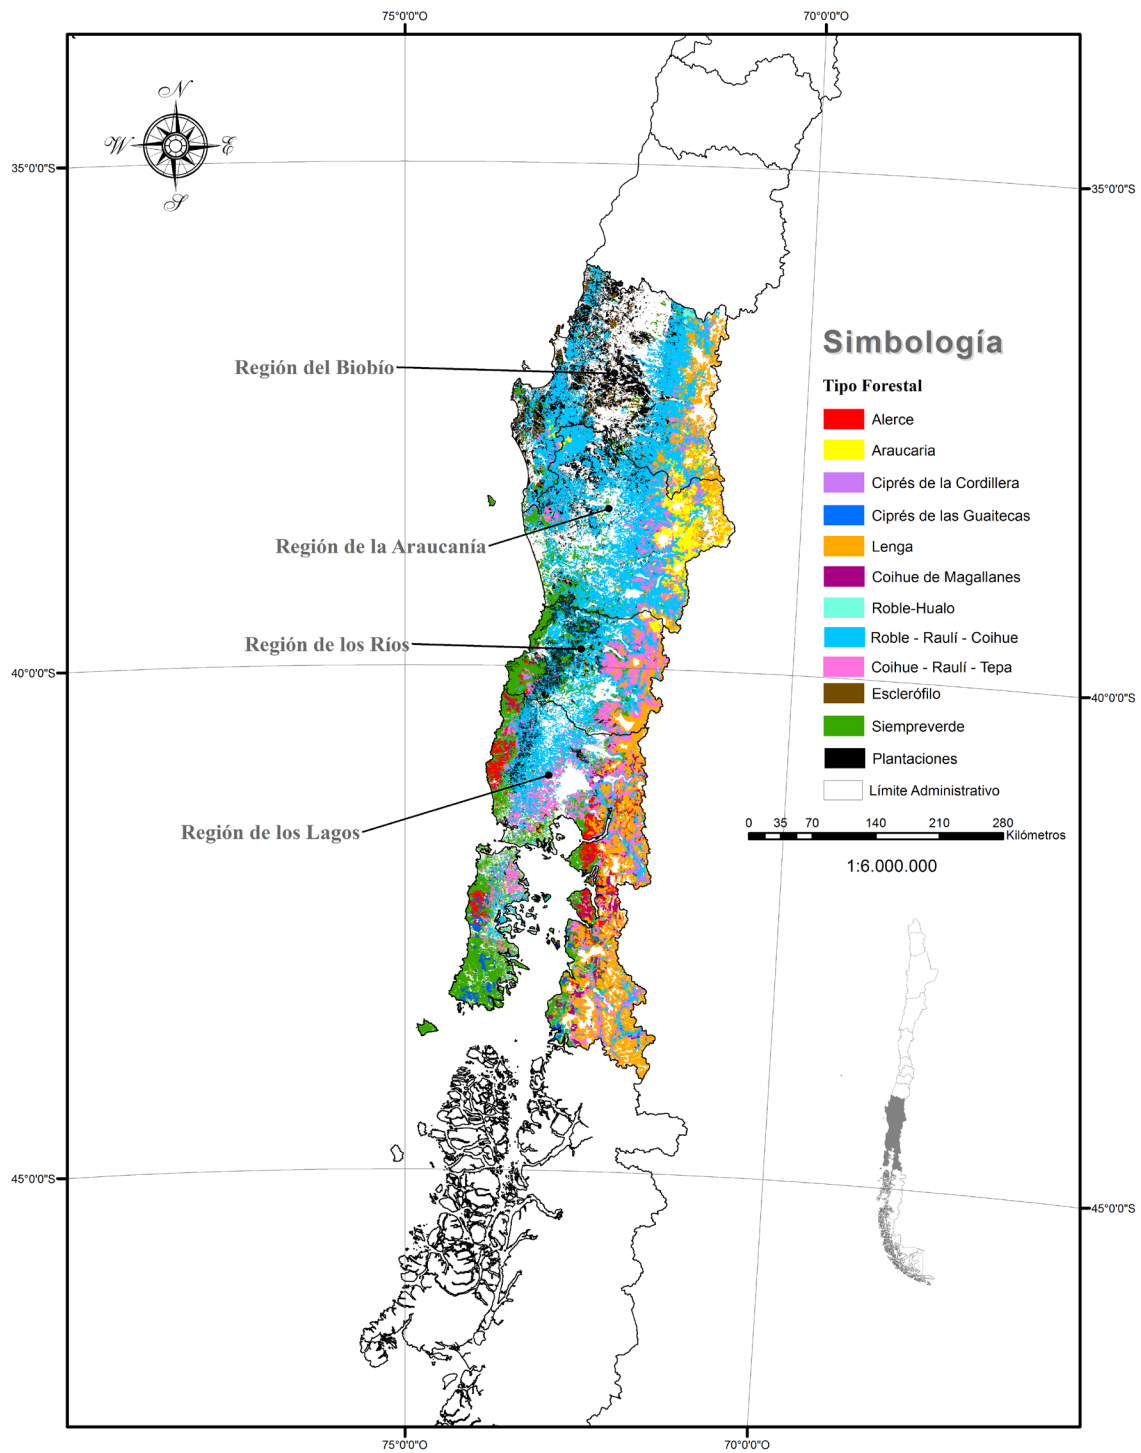 75°0'0"O
70°0'0"O
N
W
E
S
35°0'0"S
35°0'0"S
Simbología
Región del Biobío
Tipo Forestal
Alerce
Araucaria
Ciprés de la Cordillera
Ciprés de las Guaitecas
Lenga
Coihue de Magallanes
Roble-Hualo
Roble - Raulí - Coihue
Coihue - Raulí - Tepa
Esclerófilo
Siempreverde
Plantaciones
Límite Administrativo
Región de la Araucanía
Región de los Ríos
40°0'0"S
40°0'0"S
Región de los Lagos
0 35 70 140 210 280
Kilómetros
1:6.000.000
45°0'0"S
45°0'0"S
75°0'0"O
70°0'0"O